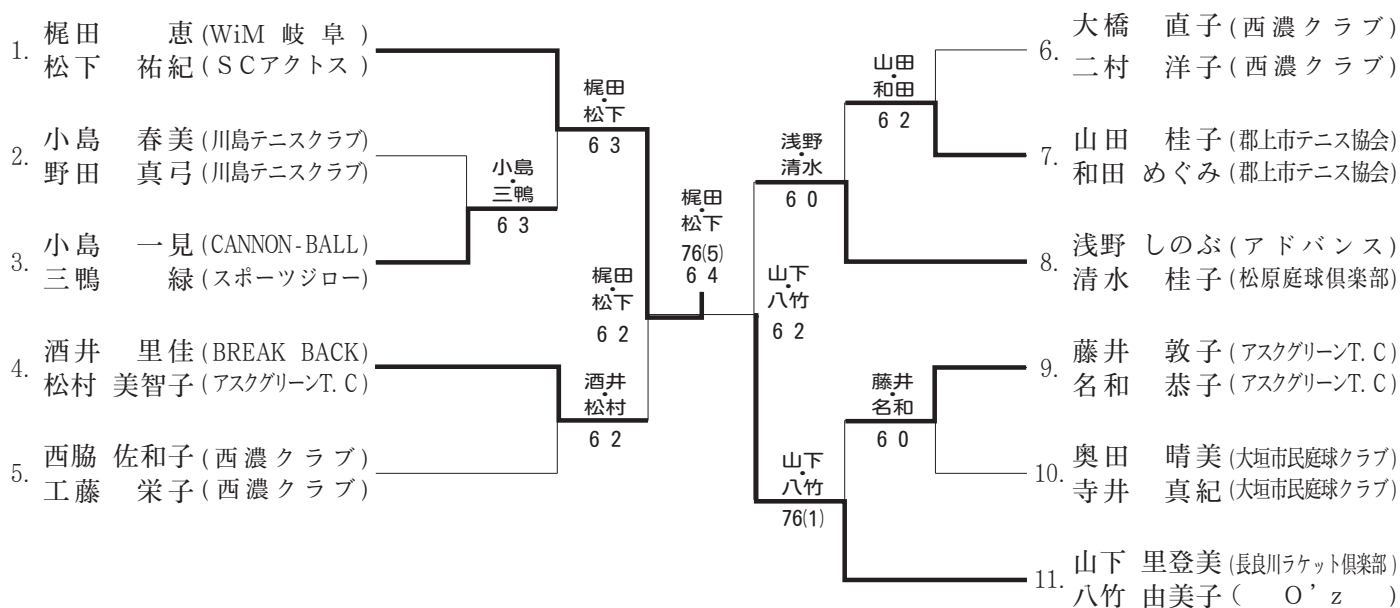 1. 梶田 恵 (WiM 岐阜)
松下 祐紀 (SCアクトス)
2. 小島 春美 (川島テニスクラブ)
野田 真弓 (川島テニスクラブ)
3. 小島 一見 (CANNON-BALL)
三鴨 緑 (スポーツジロー)
4. 酒井 里佳 (BREAK BACK)
松村 美智子 (アスクグリーンT.C)
5. 西脇 佐和子 (西濃クラブ)
工藤 栄子 (西濃クラブ)
小島・三鴨
6 3
梶田・松下
6 3
酒井・松村
6 2
梶田・松下
6 2
梶田・松下
76(5)
6 4
山下・八竹
6 2
浅野・清水
6 0
山下・八竹
76(1)
山田・和田
6 2
藤井・名和
6 0
6. 大橋 直子 (西濃クラブ)
二村 洋子 (西濃クラブ)
7. 山田 桂子 (郡上市テニス協会)
和田 めぐみ (郡上市テニス協会)
8. 浅野 しのぶ (アドバンス)
清水 桂子 (松原庭球倶楽部)
9. 藤井 敦子 (アスクグリーンT.C)
名和 恭子 (アスクグリーンT.C)
10. 奥田 晴美 (大垣市民庭球クラブ)
寺井 真紀 (大垣市民庭球クラブ)
11. 山下 里登美 (長良川ラケット倶楽部)
八竹 由美子 ( O'z )